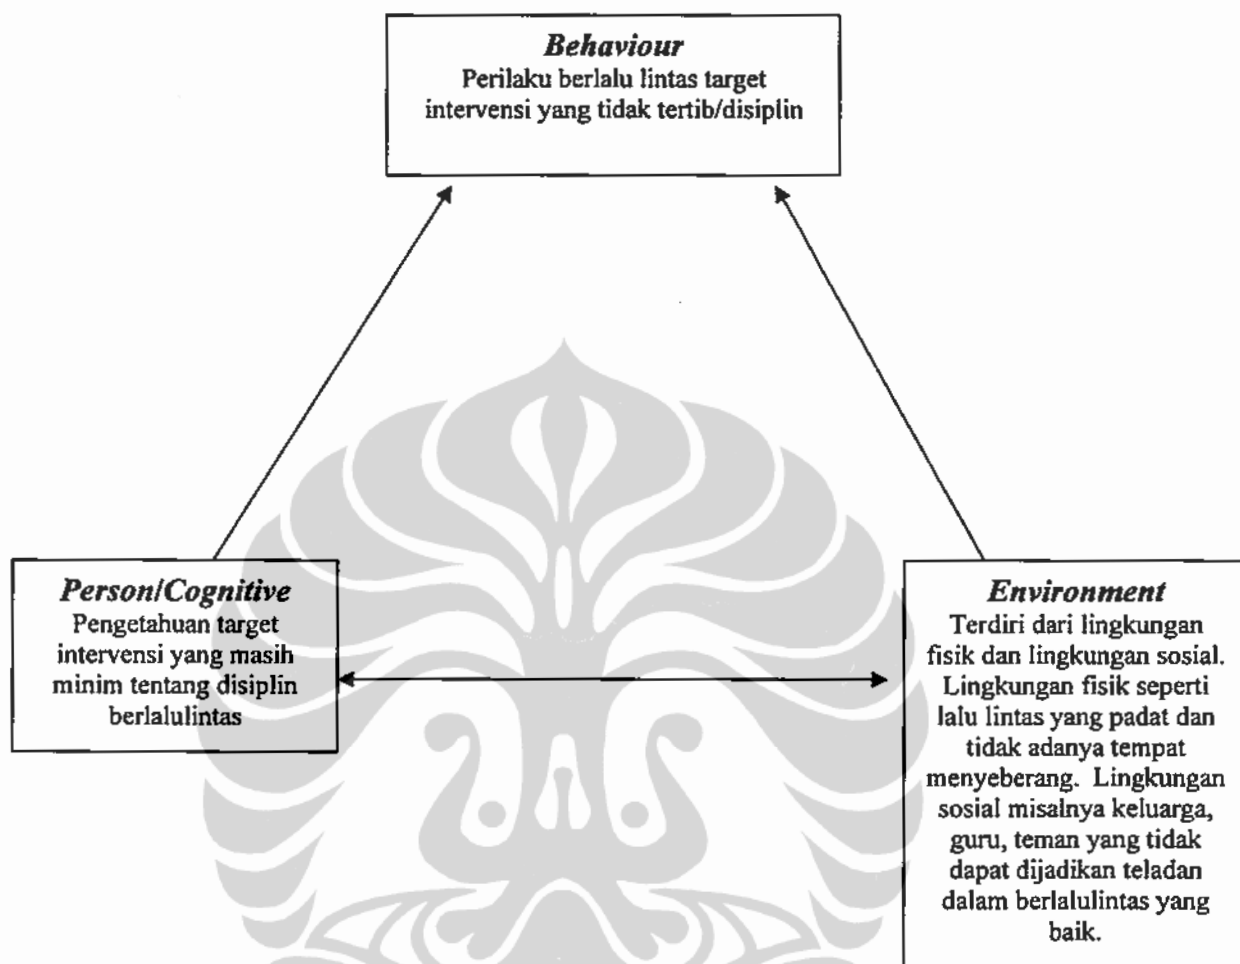 Behaviour
Perilaku berlalu lintas target
intervensi yang tidak tertib/disiplin
Person/Cognitive
Pengetahuan target
intervensi yang masih
minim tentang disiplin
berlalulintas
Environment
Terdiri dari lingkungan
fisik dan lingkungan sosial.
Lingkungan fisik seperti
lalu lintas yang padat dan
tidak adanya tempat
menyeberang. Lingkungan
sosial misalnya keluarga,
guru, teman yang tidak
dapat dijadikan teladan
dalam berlalulintas yang
baik.